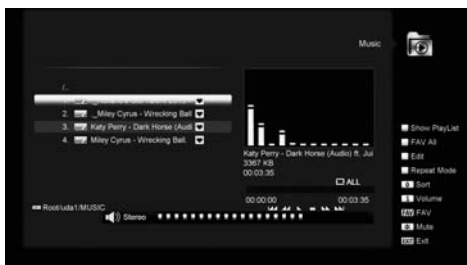 Music
/..
2. _Miley Cyrus - Wrecking Ball
3. Katy Perry - Dark Horse (Audi
4. Miley Cyrus - Wrecking Ball.
Katy Perry - Dark Horse (Audio) ft. Jui
3367 KB
00:03:35
ALL
00:00:00 00:03:35
Root/uda1/MUSIC
Stereo
Show PlayList
FAV All
Edit
Repeat Mode
Sort
Volume
FAV FAV
Mute
EXIT Exit